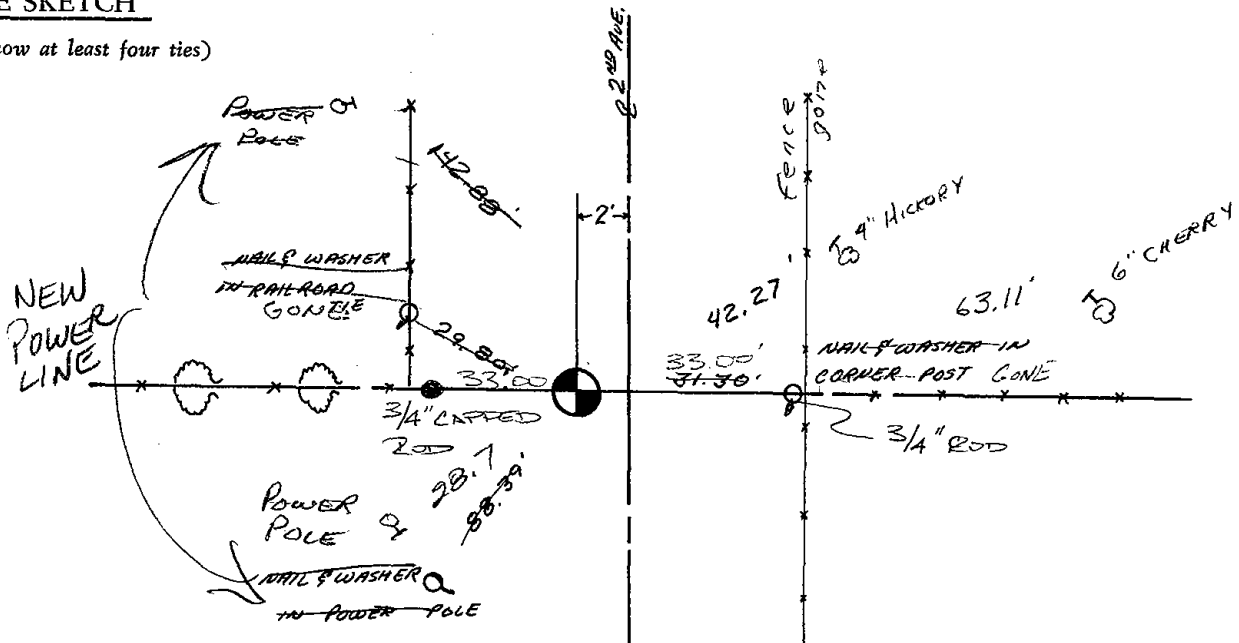 E SKETCH
ow at least four ties)
POWER
POLE
142.88'
℄ 2ND AVE.
2'
Fence
gone
4" HICKORY
6" CHERRY
42.27'
63.11'
NAIL & WASHER
IN RAILROAD TIE
GONE
29.80'
NEW
POWER
LINE
33.00
33.00'
31.30'
NAIL & WASHER IN
CORNER POST GONE
3/4" CAPPED
ROD
3/4" ROD
28.7
88.39'
POWER
POLE
NAIL & WASHER
IN POWER POLE